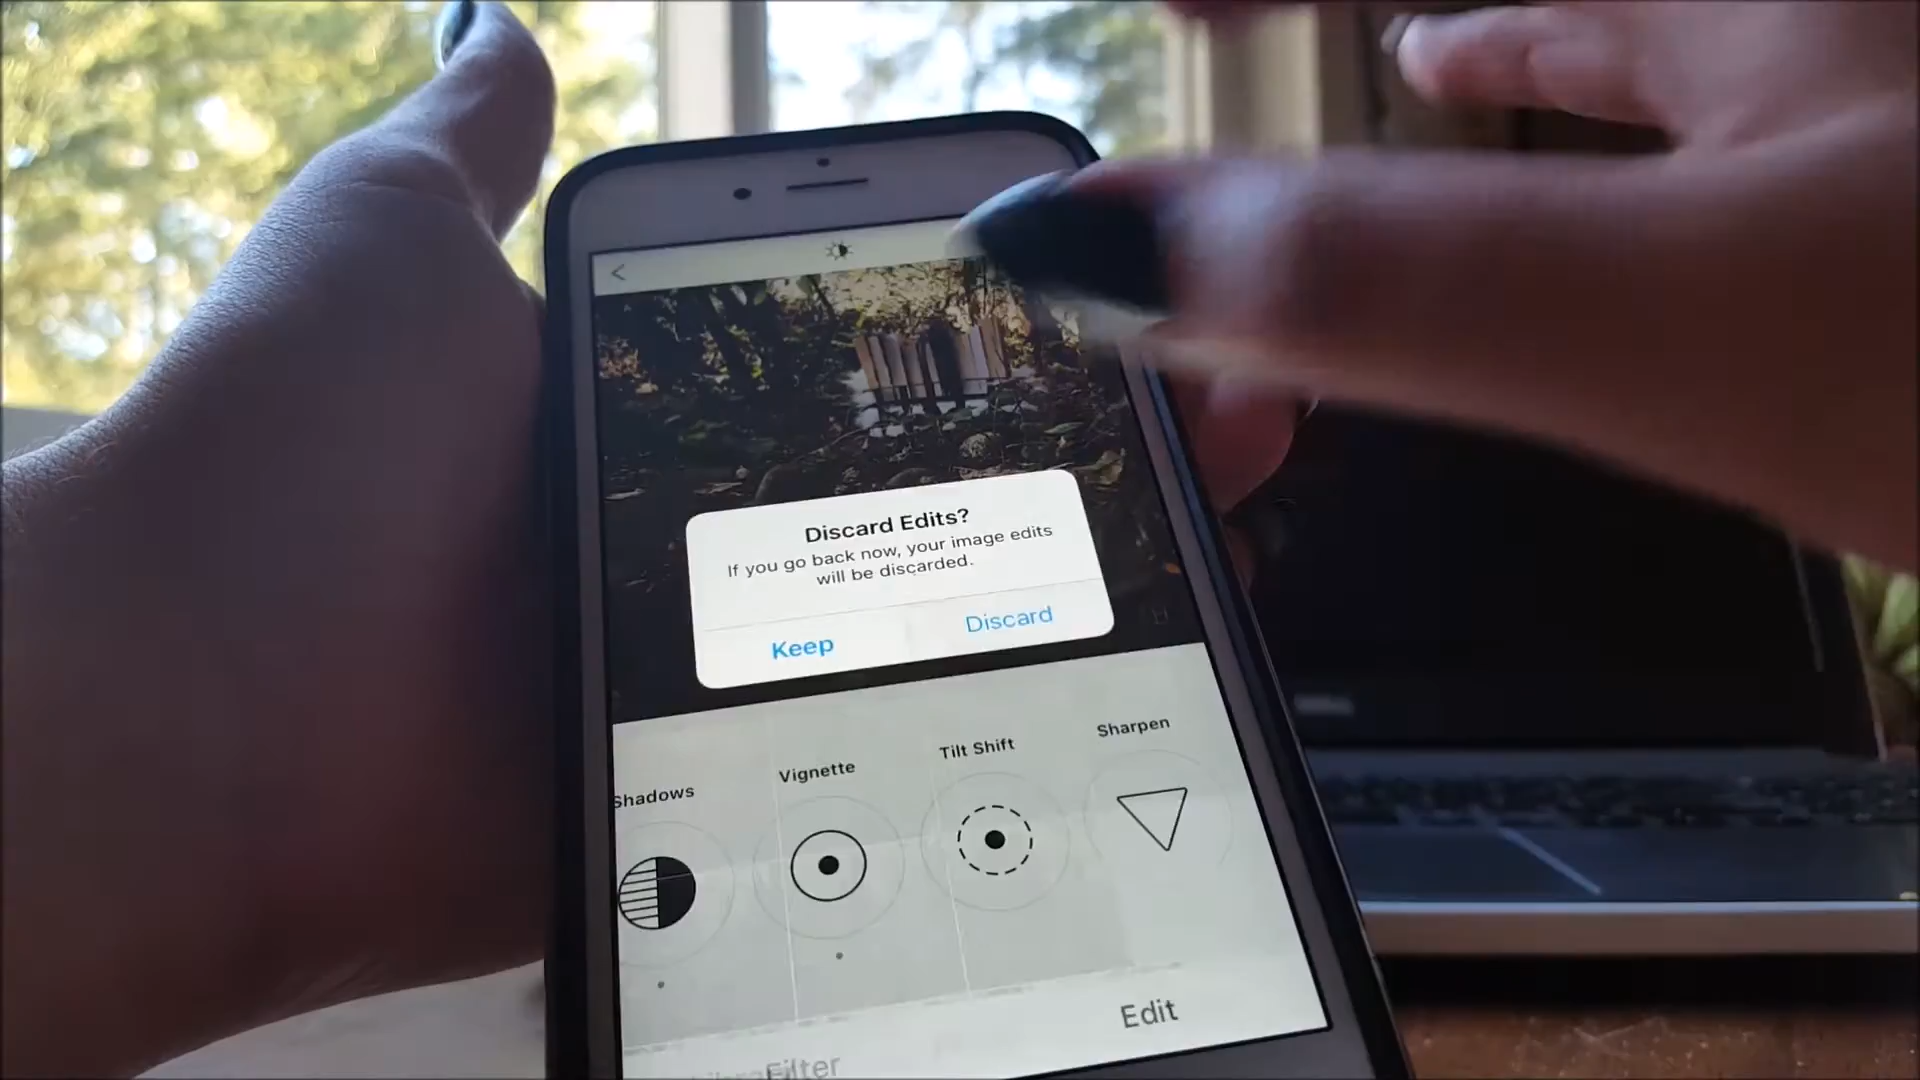 <
Discard Edits?
If you go back now, your image edits
will be discarded.
Keep
Discard
Shadows
Vignette
Tilt Shift
Sharpen
Filter
Edit
DELL